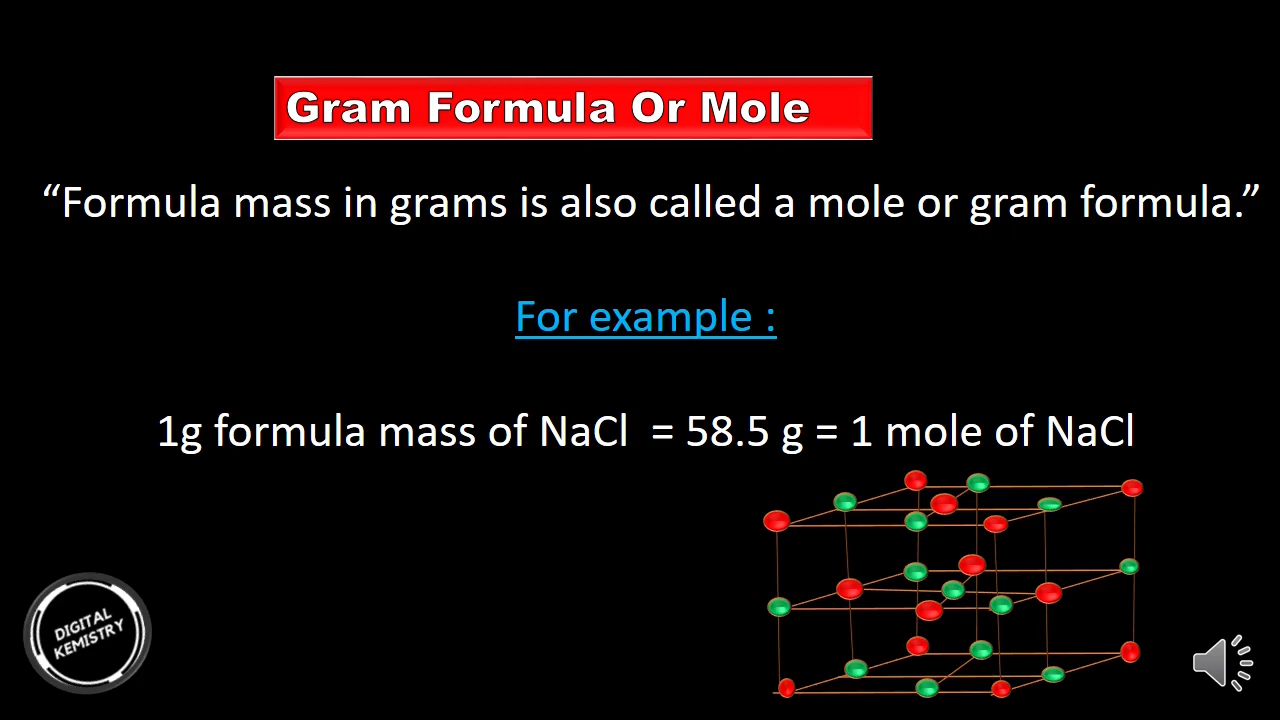 Gram Formula Or Mole
“Formula mass in grams is also called a mole or gram formula.”
For example :
1g formula mass of NaCl  = 58.5 g = 1 mole of NaCl
DIGITAL
KEMISTRY